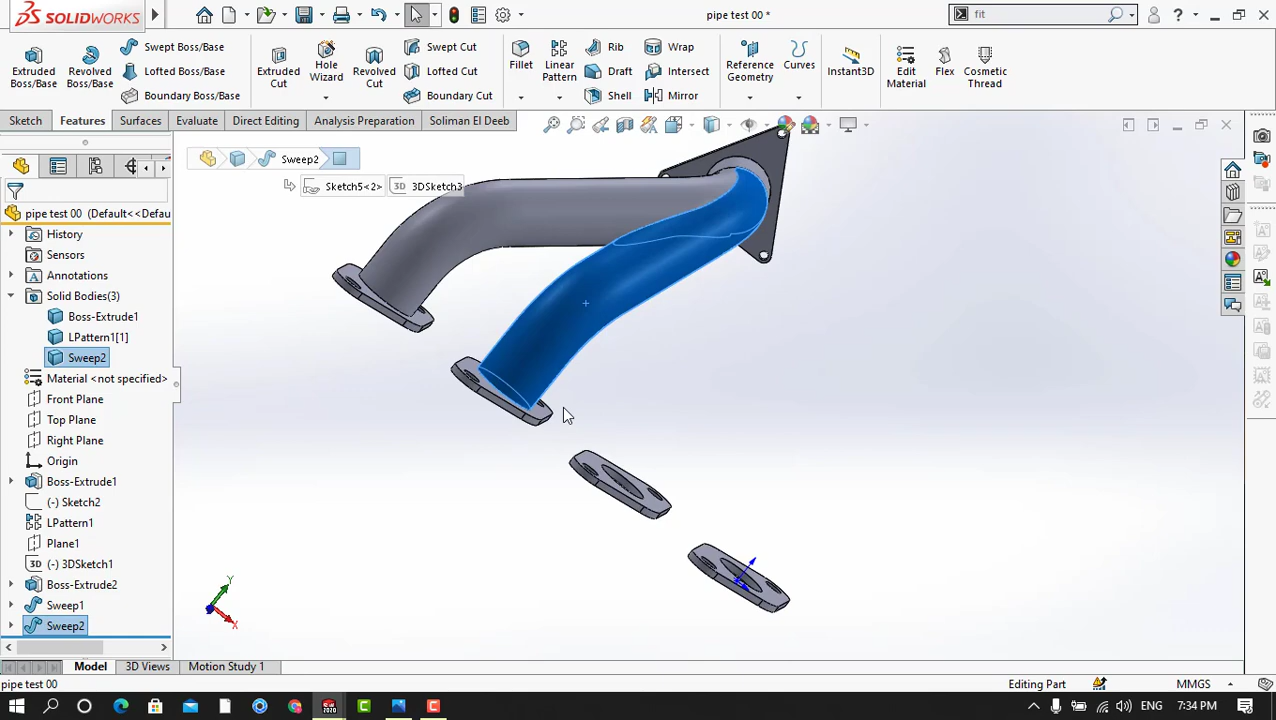 SOLIDWORKS
pipe test 00 *
fit
Extruded Boss/Base
Revolved Boss/Base
Swept Boss/Base
Lofted Boss/Base
Boundary Boss/Base
Extruded Cut
Hole Wizard
Revolved Cut
Swept Cut
Lofted Cut
Boundary Cut
Fillet
Linear Pattern
Rib
Draft
Shell
Wrap
Intersect
Mirror
Reference Geometry
Curves
Instant3D
Edit Material
Flex
Cosmetic Thread
Sketch
Features
Surfaces
Evaluate
Direct Editing
Analysis Preparation
Soliman El Deeb
Sweep2
Sketch5<2>
3D 3DSketch3
pipe test 00 (Default<<Defau
History
Sensors
Annotations
Solid Bodies(3)
Boss-Extrude1
LPattern1[1]
Sweep2
Material <not specified>
Front Plane
Top Plane
Right Plane
Origin
Boss-Extrude1
(-) Sketch2
LPattern1
Plane1
3D (-) 3DSketch1
Boss-Extrude2
Sweep1
Sweep2
Y
X
Model
3D Views
Motion Study 1
pipe test 00
Editing Part
MMGS
ENG
7:34 PM